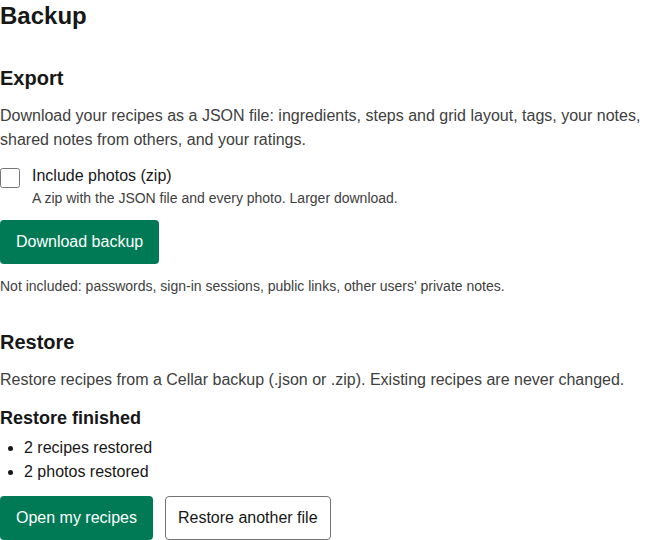 Backup
Export
Download your recipes as a JSON file: ingredients, steps and grid layout, tags, your notes,
shared notes from others, and your ratings.
Include photos (zip)
A zip with the JSON file and every photo. Larger download.
Download backup
Not included: passwords, sign-in sessions, public links, other users' private notes.
Restore
Restore recipes from a Cellar backup (.json or .zip). Existing recipes are never changed.
Restore finished
• 2 recipes restored
• 2 photos restored
Open my recipes Restore another file